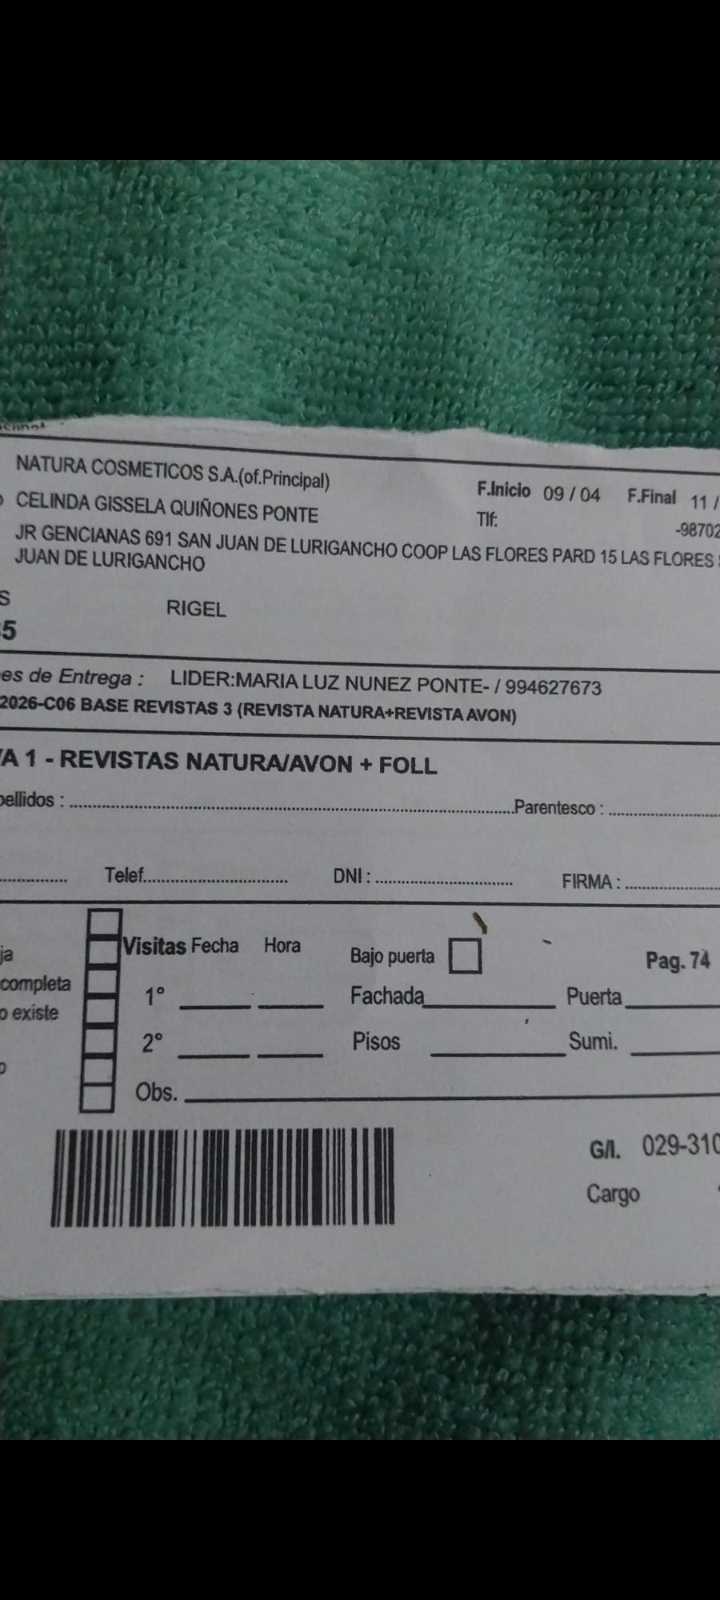 NATURA COSMETICOS S.A.(of.Principal)
F.Inicio 09 / 04 F.Final 11 /
CELINDA GISSELA QUIÑONES PONTE
Tlf: -98702
JR GENCIANAS 691 SAN JUAN DE LURIGANCHO COOP LAS FLORES PARD 15 LAS FLORES
JUAN DE LURIGANCHO
S RIGEL
35
es de Entrega : LIDER:MARIA LUZ NUNEZ PONTE- / 994627673
2026-C06 BASE REVISTAS 3 (REVISTA NATURA+REVISTA AVON)
/A 1 - REVISTAS NATURA/AVON + FOLL
pellidos : Parentesco :
Telef. DNI : FIRMA :
ja Visitas Fecha Hora Bajo puerta Pag. 74
completa 1° Fachada Puerta
o existe
2° Pisos Sumi.
o
Obs.
G/l. 029-310
Cargo